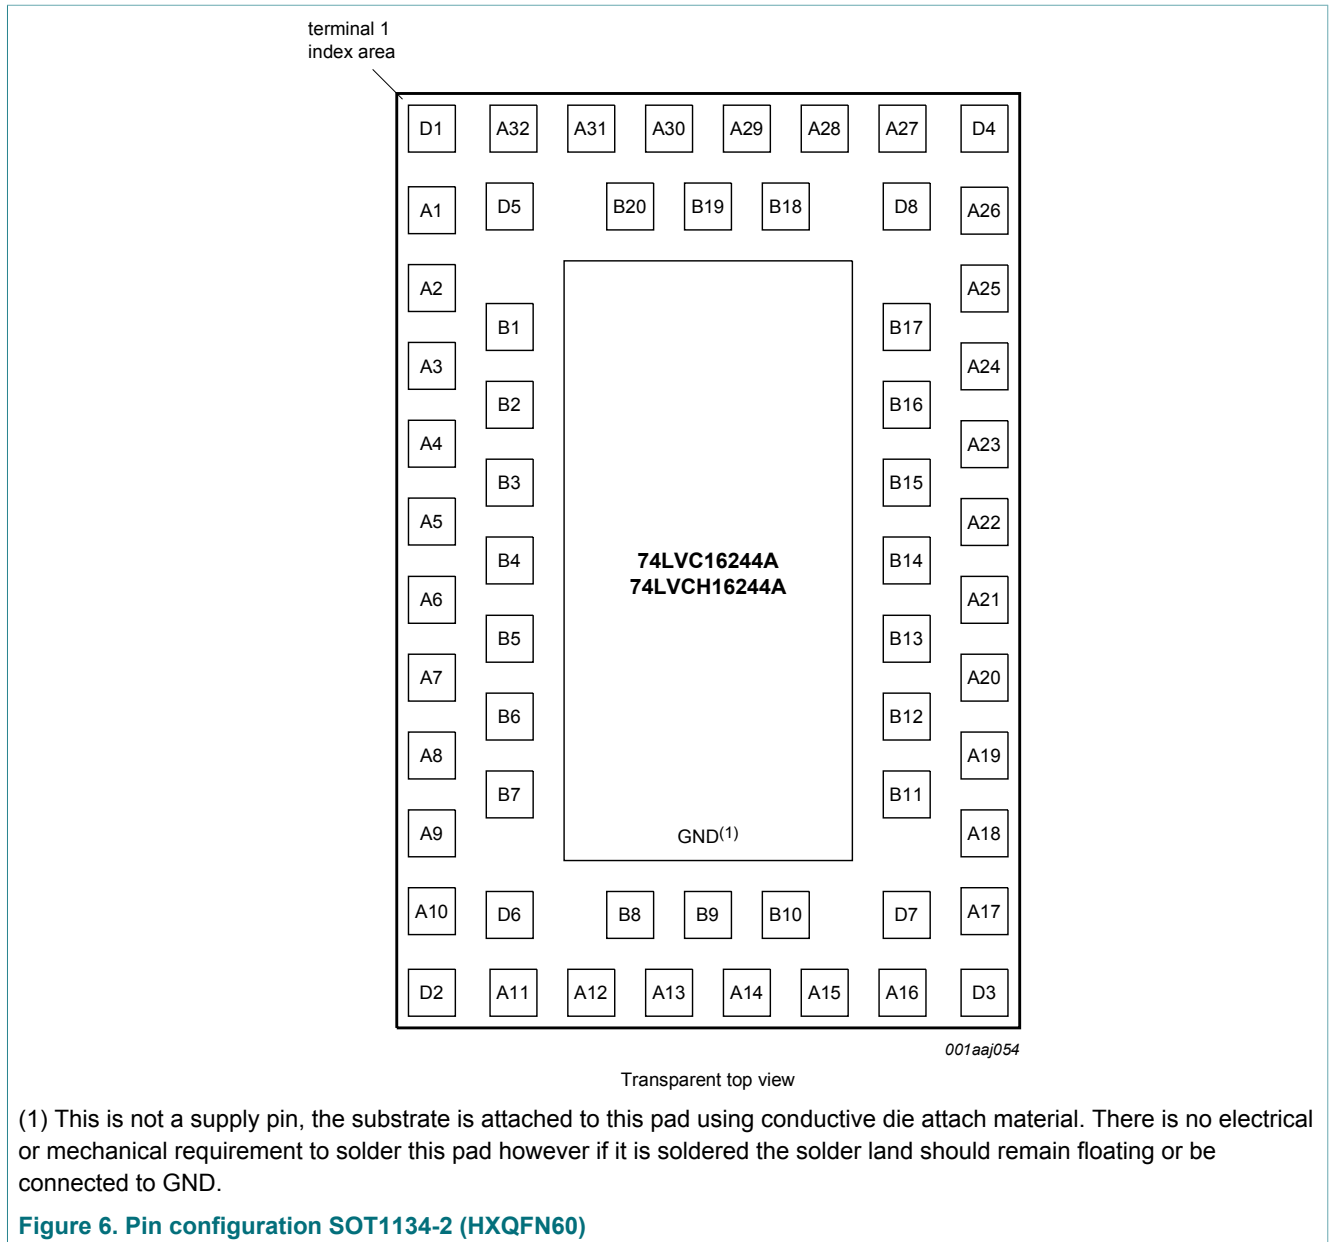 terminal 1
index area
D1 A32 A31 A30 A29 A28 A27 D4
A1 D5 B20 B19 B18 D8 A26
A2 A25
B1 B17
A3 A24
B2 B16
A4 A23
B3 B15
A5 A22
B4 B14
74LVC16244A
74LVCH16244A
A6 A21
B5 B13
A7 A20
B6 B12
A8 A19
B7 B11
A9 GND(1) A18
A10 D6 B8 B9 B10 D7 A17
D2 A11 A12 A13 A14 A15 A16 D3
001aaj054
Transparent top view
(1) This is not a supply pin, the substrate is attached to this pad using conductive die attach material. There is no electrical
or mechanical requirement to solder this pad however if it is soldered the solder land should remain floating or be
connected to GND.
Figure 6. Pin configuration SOT1134-2 (HXQFN60)